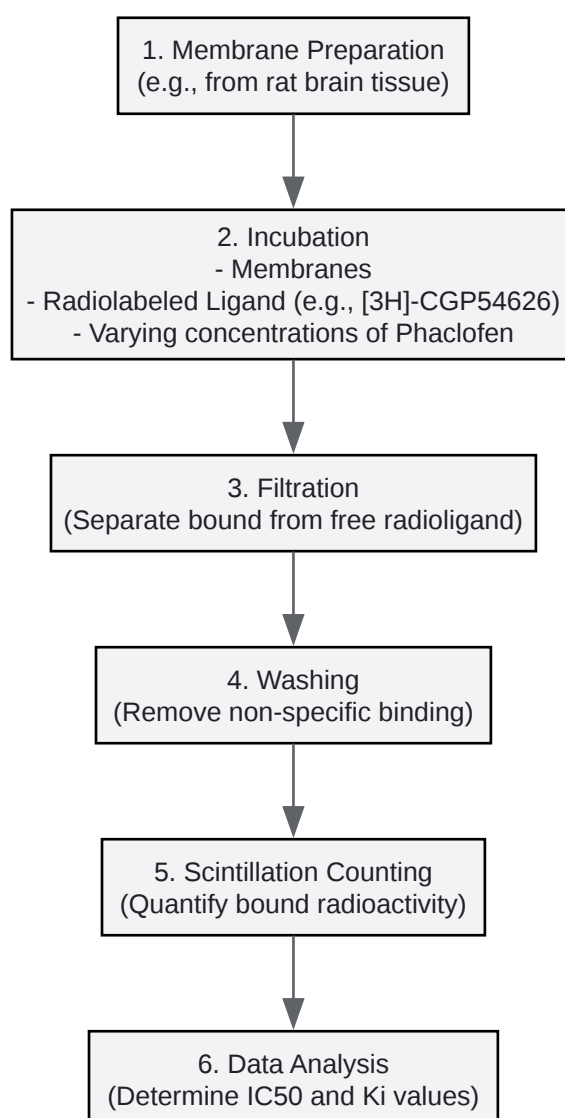 1. Membrane Preparation
(e.g., from rat brain tissue)
2. Incubation
- Membranes
- Radiolabeled Ligand (e.g., [3H]-CGP54626)
- Varying concentrations of Phaclofen
3. Filtration
(Separate bound from free radioligand)
4. Washing
(Remove non-specific binding)
5. Scintillation Counting
(Quantify bound radioactivity)
6. Data Analysis
(Determine IC50 and Ki values)